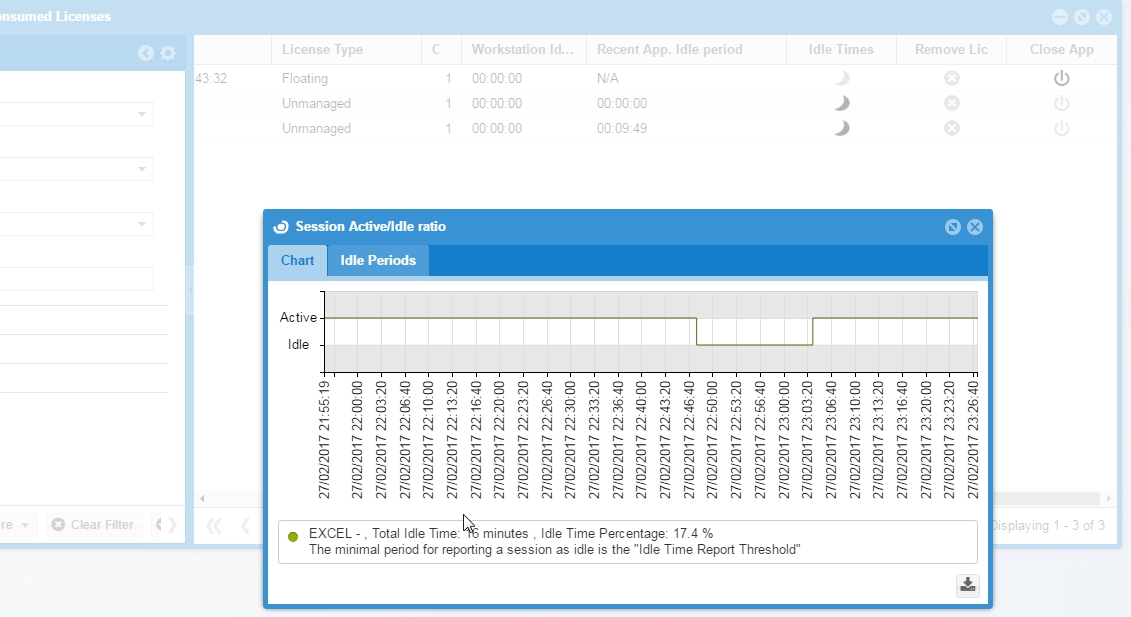 onsumed Licenses
License Type
C
Workstation Id...
Recent App. Idle period
Idle Times
Remove Lic
Close App
43:32
Floating
1
00:00:00
N/A
Unmanaged
1
00:00:00
00:00:00
Unmanaged
1
00:00:00
00:09:49
Session Active/Idle ratio
Chart
Idle Periods
Active
Idle
27/02/2017 21:55:19
27/02/2017 22:00:00
27/02/2017 22:03:20
27/02/2017 22:06:40
27/02/2017 22:10:00
27/02/2017 22:13:20
27/02/2017 22:16:40
27/02/2017 22:20:00
27/02/2017 22:23:20
27/02/2017 22:26:40
27/02/2017 22:30:00
27/02/2017 22:33:20
27/02/2017 22:36:40
27/02/2017 22:40:00
27/02/2017 22:43:20
27/02/2017 22:46:40
27/02/2017 22:50:00
27/02/2017 22:53:20
27/02/2017 22:56:40
27/02/2017 23:00:00
27/02/2017 23:03:20
27/02/2017 23:06:40
27/02/2017 23:10:00
27/02/2017 23:13:20
27/02/2017 23:16:40
27/02/2017 23:20:00
27/02/2017 23:23:20
27/02/2017 23:26:40
re
Clear Filter
Displaying 1 - 3 of 3
EXCEL - , Total Idle Time: 16 minutes , Idle Time Percentage: 17.4 %
The minimal period for reporting a session as idle is the "Idle Time Report Threshold"